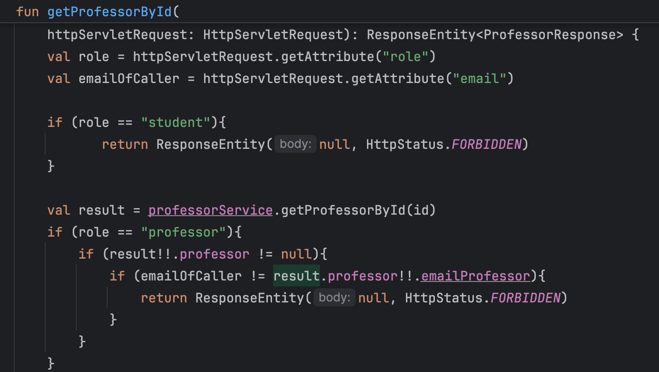 fun getProfessorById(
httpServletRequest: HttpServletRequest): ResponseEntity<ProfessorResponse> {
val role = httpServletRequest.getAttribute("role")
val emailOfCaller = httpServletRequest.getAttribute("email")
if (role == "student"){
return ResponseEntity( body: null, HttpStatus.FORBIDDEN)
}
val result = professorService.getProfessorById(id)
if (role == "professor"){
if (result!!.professor != null){
if (emailOfCaller != result.professor!!.emailProfessor){
return ResponseEntity( body: null, HttpStatus.FORBIDDEN)
}
}
}